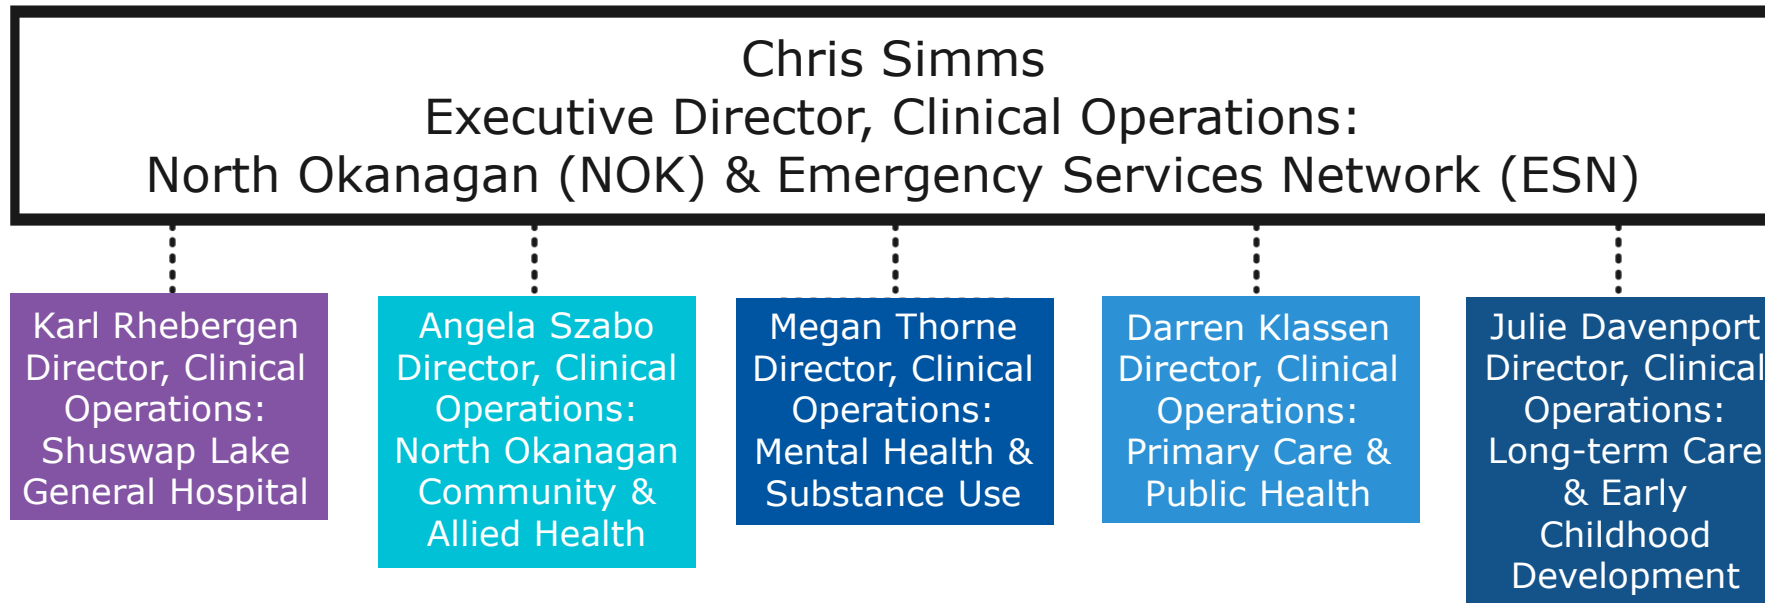 Chris Simms
Executive Director, Clinical Operations:
North Okanagan (NOK) & Emergency Services Network (ESN)
Karl Rhebergen
Director, Clinical
Operations:
Shuswap Lake
General Hospital
Angela Szabo
Director, Clinical
Operations:
North Okanagan
Community &
Allied Health
Megan Thorne
Director, Clinical
Operations:
Mental Health &
Substance Use
Darren Klassen
Director, Clinical
Operations:
Primary Care &
Public Health
Julie Davenport
Director, Clinical
Operations:
Long-term Care
& Early
Childhood
Development